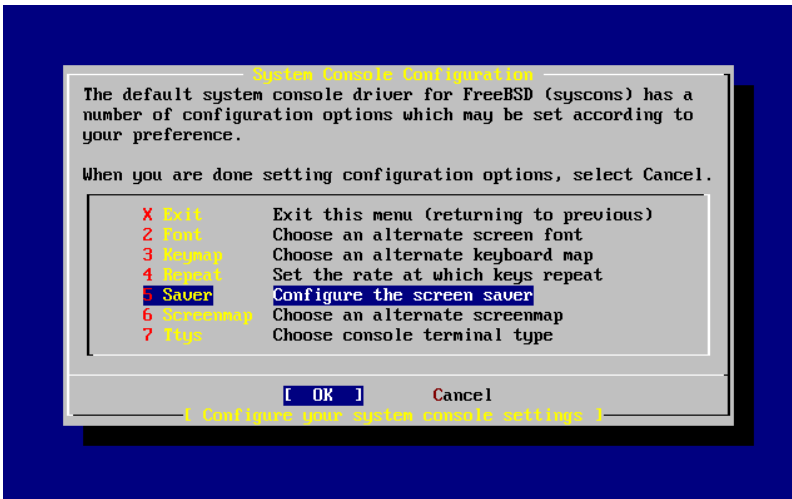 System Console Configuration
The default system console driver for FreeBSD (syscons) has a
number of configuration options which may be set according to
your preference.
When you are done setting configuration options, select Cancel.
X Exit Exit this menu (returning to previous)
2 Font Choose an alternate screen font
3 Keymap Choose an alternate keyboard map
4 Repeat Set the rate at which keys repeat
5 Saver Configure the screen saver
6 Screenmap Choose an alternate screenmap
7 Ttys Choose console terminal type
[ OK ] Cancel
[ Configure your system console settings ]